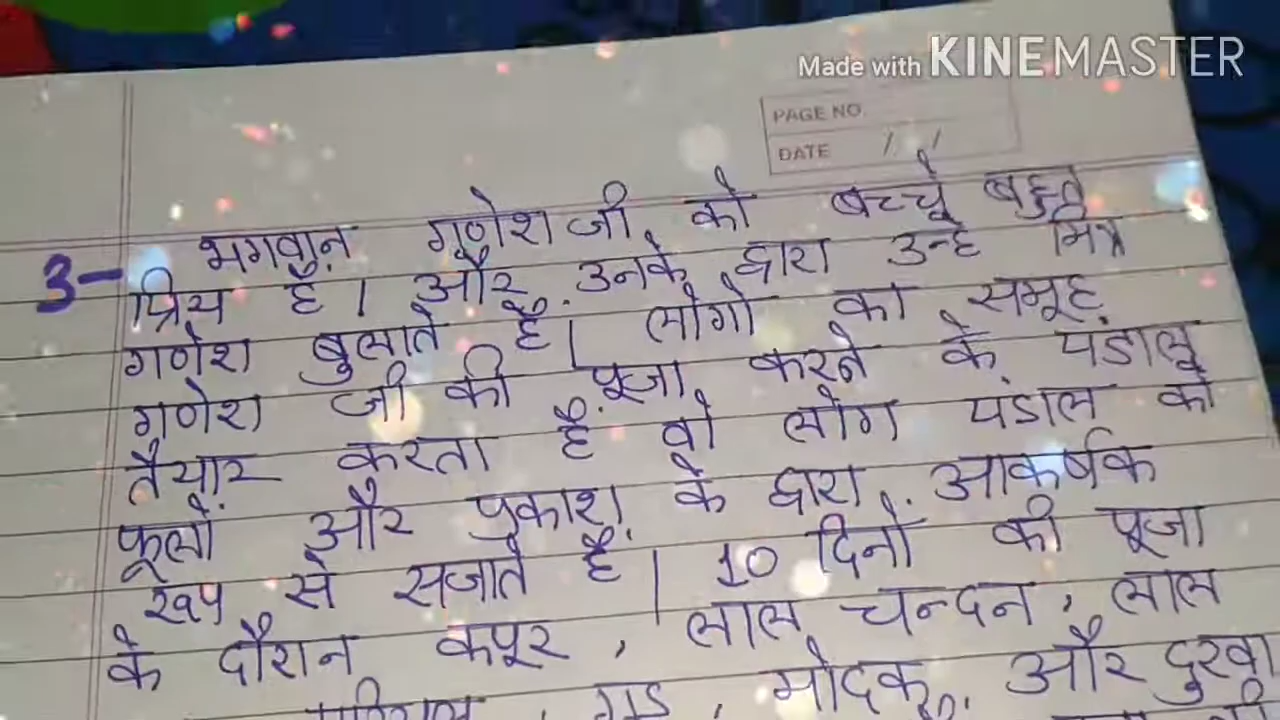 Made with KINEMASTER
PAGE NO.
DATE / /
भगवान गणेश जी को बच्चे बहुत
3- प्रिय है। और उनके द्वारा उन्हे मित्र
गणेश बुलाते है। लोगो का समूह
गणेश जी की पूजा करने के पंडाल
तैयार करता है वो लोग पंडाल को
फूलों और प्रकाश के द्वारा आकर्षक
रूप से सजाते है। 10 दिनों की पूजा
के दौरान कपूर, लाल चन्दन, लाल
गुड़, मोदक, और दुरवा